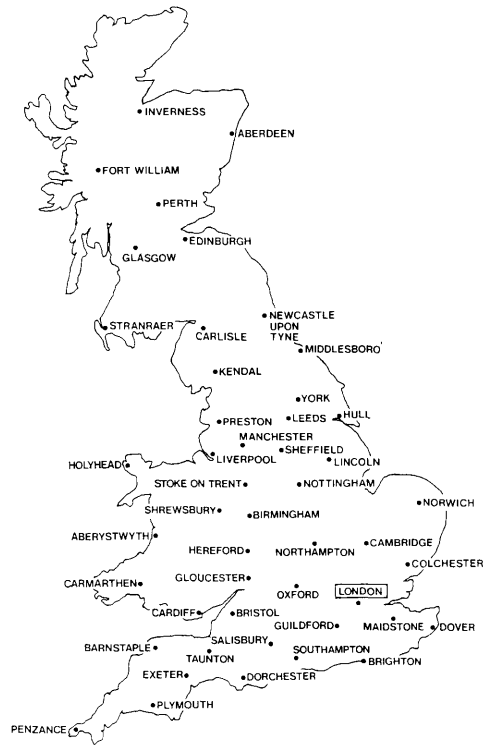 INVERNESS
ABERDEEN
FORT WILLIAM
PERTH
EDINBURGH
GLASGOW
NEWCASTLE
UPON
TYNE
STRANRAER
CARLISLE
MIDDLESBORO'
KENDAL
YORK
PRESTON
LEEDS
HULL
MANCHESTER
SHEFFIELD
LIVERPOOL
LINCOLN
HOLYHEAD
STOKE ON TRENT
NOTTINGHAM
NORWICH
SHREWSBURY
BIRMINGHAM
ABERYSTWYTH
HEREFORD
NORTHAMPTON
CAMBRIDGE
COLCHESTER
CARMARTHEN
GLOUCESTER
OXFORD
LONDON
CARDIFF
BRISTOL
GUILDFORD
MAIDSTONE
DOVER
BARNSTAPLE
SALISBURY
TAUNTON
SOUTHAMPTON
BRIGHTON
EXETER
DORCHESTER
PLYMOUTH
PENZANCE